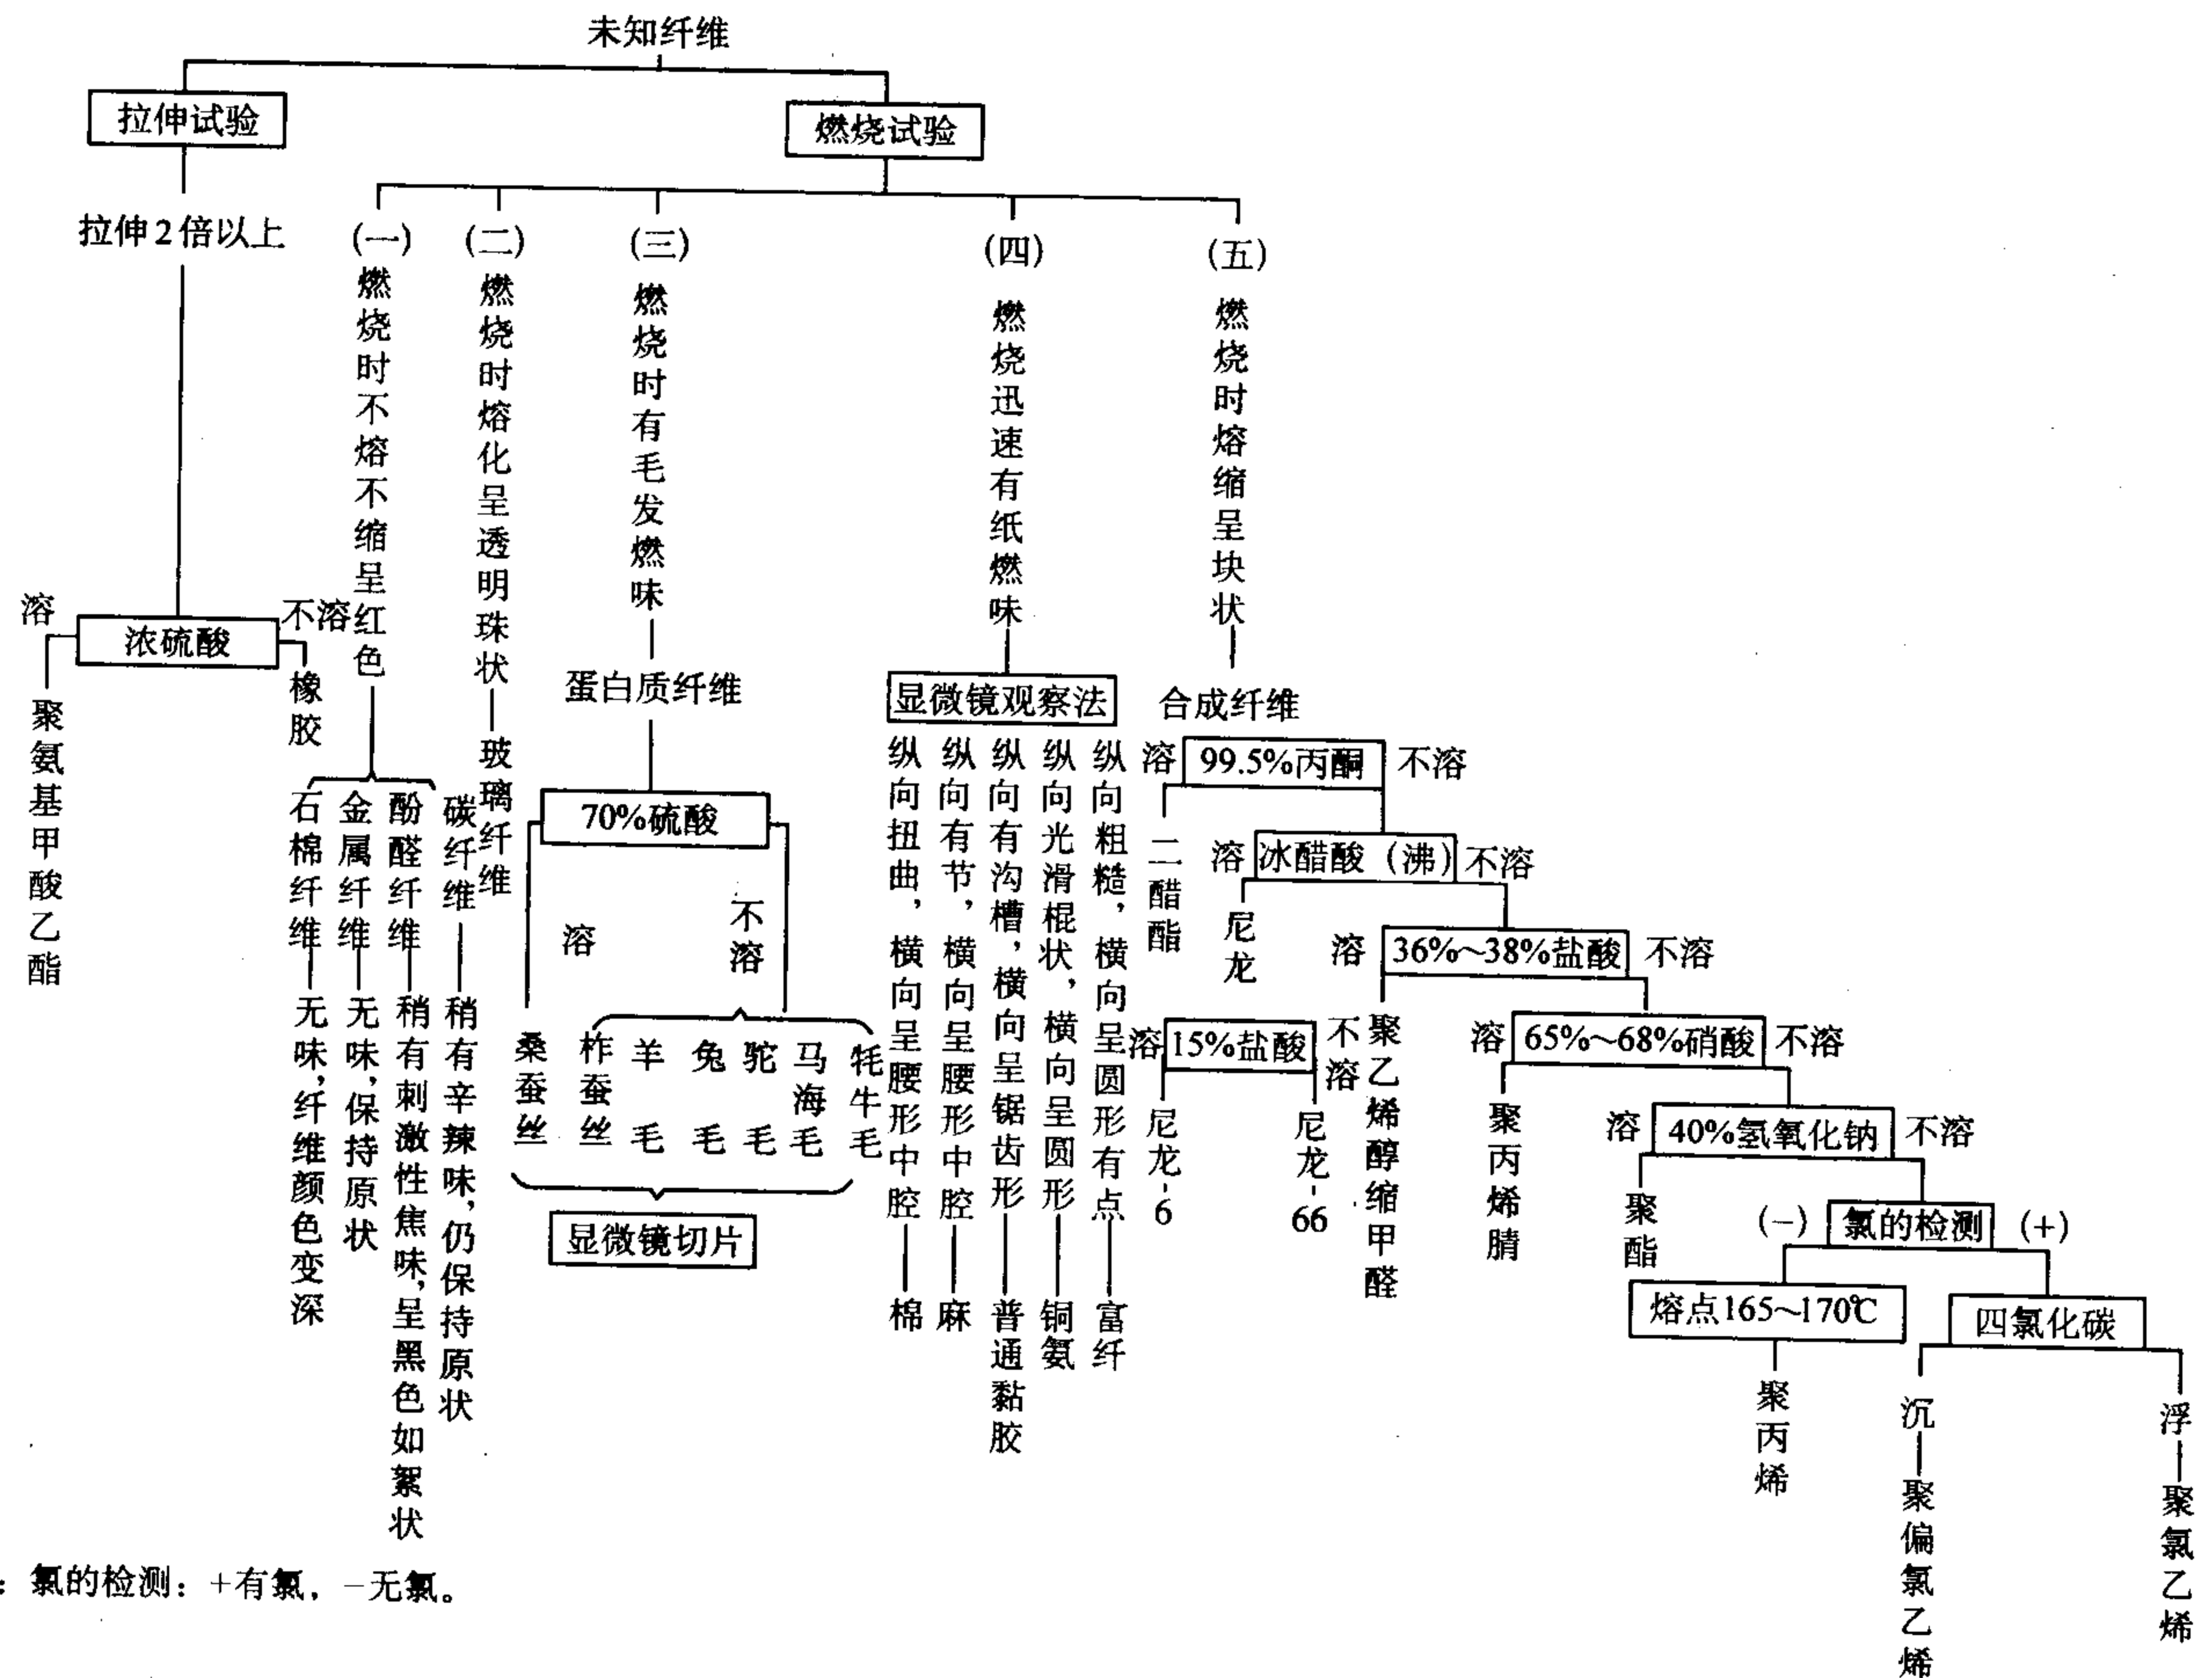 未知纤维
拉伸试验
燃烧试验
拉伸2倍以上
溶
浓硫酸
不溶
聚氨基甲酸乙酯
橡胶
(一)
燃烧时不熔不缩呈红色
石棉纤维
无味,纤维颜色变深
金属纤维
无味,保持原状
酚醛纤维
稍有刺激性焦味,呈黑色如絮状
碳纤维
稍有辛辣味,仍保持原状
(二)
燃烧时熔化呈透明珠状
玻璃纤维
(三)
燃烧时有毛发燃味
蛋白质纤维
70%硫酸
溶
不溶
桑蚕丝
柞蚕丝
羊毛
兔毛
驼毛
马海毛
牦牛毛
显微镜切片
(四)
燃烧迅速有纸燃味
显微镜观察法
纵向扭曲,横向呈腰形中腔
棉
纵向有节,横向呈腰形中腔
麻
纵向有沟槽,横向呈锯齿形
普通黏胶
纵向光滑棍状,横向呈圆形
铜氨
纵向粗糙,横向呈圆形有点
富纤
(五)
燃烧时熔缩呈块状
合成纤维
溶
99.5%丙酮
不溶
二醋酯
溶
冰醋酸(沸)
不溶
尼龙
溶
15%盐酸
不溶
尼龙-6
尼龙-66
溶
36%~38%盐酸
不溶
聚乙烯醇缩甲醛
溶
65%~68%硝酸
不溶
聚丙烯腈
溶
40%氢氧化钠
不溶
聚酯
(-)
氯的检测
(+)
熔点165~170℃
聚丙烯
四氯化碳
沉
聚偏氯乙烯
浮
聚氯乙烯
:氯的检测:+有氯,-无氯。